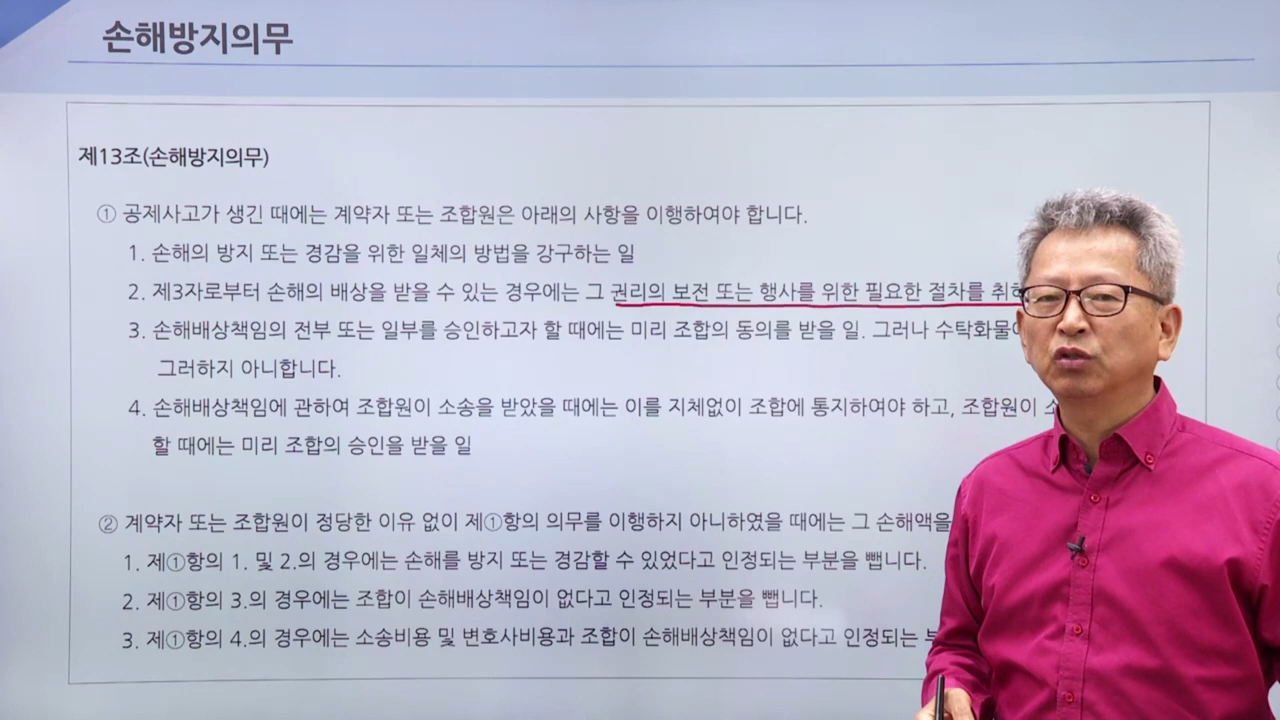 손해방지의무
제13조(손해방지의무)
① 공제사고가 생긴 때에는 계약자 또는 조합원은 아래의 사항을 이행하여야 합니다.
1. 손해의 방지 또는 경감을 위한 일체의 방법을 강구하는 일
2. 제3자로부터 손해의 배상을 받을 수 있는 경우에는 그 권리의 보전 또는 행사를 위한 필요한 절차를
3. 손해배상책임의 전부 또는 일부를 승인하고자 할 때에는 미리 조합의 동의를 받을 일. 그러나
그러하지 아니합니다.
4. 손해배상책임에 관하여 조합원이 소송을 받았을 때에는 이를 지체없이 조합에 통지하여야 하고, 조합원이
할 때에는 미리 조합의 승인을 받을 일
② 계약자 또는 조합원이 정당한 이유 없이 제①항의 의무를 이행하지 아니하였을 때에는 그 손해액을
1. 제①항의 1. 및 2.의 경우에는 손해를 방지 또는 경감할 수 있었다고 인정되는 부분을 뺍니다.
2. 제①항의 3.의 경우에는 조합이 손해배상책임이 없다고 인정되는 부분을 뺍니다.
3. 제①항의 4.의 경우에는 소송비용 및 변호사비용과 조합이 손해배상책임이 없다고 인정되는